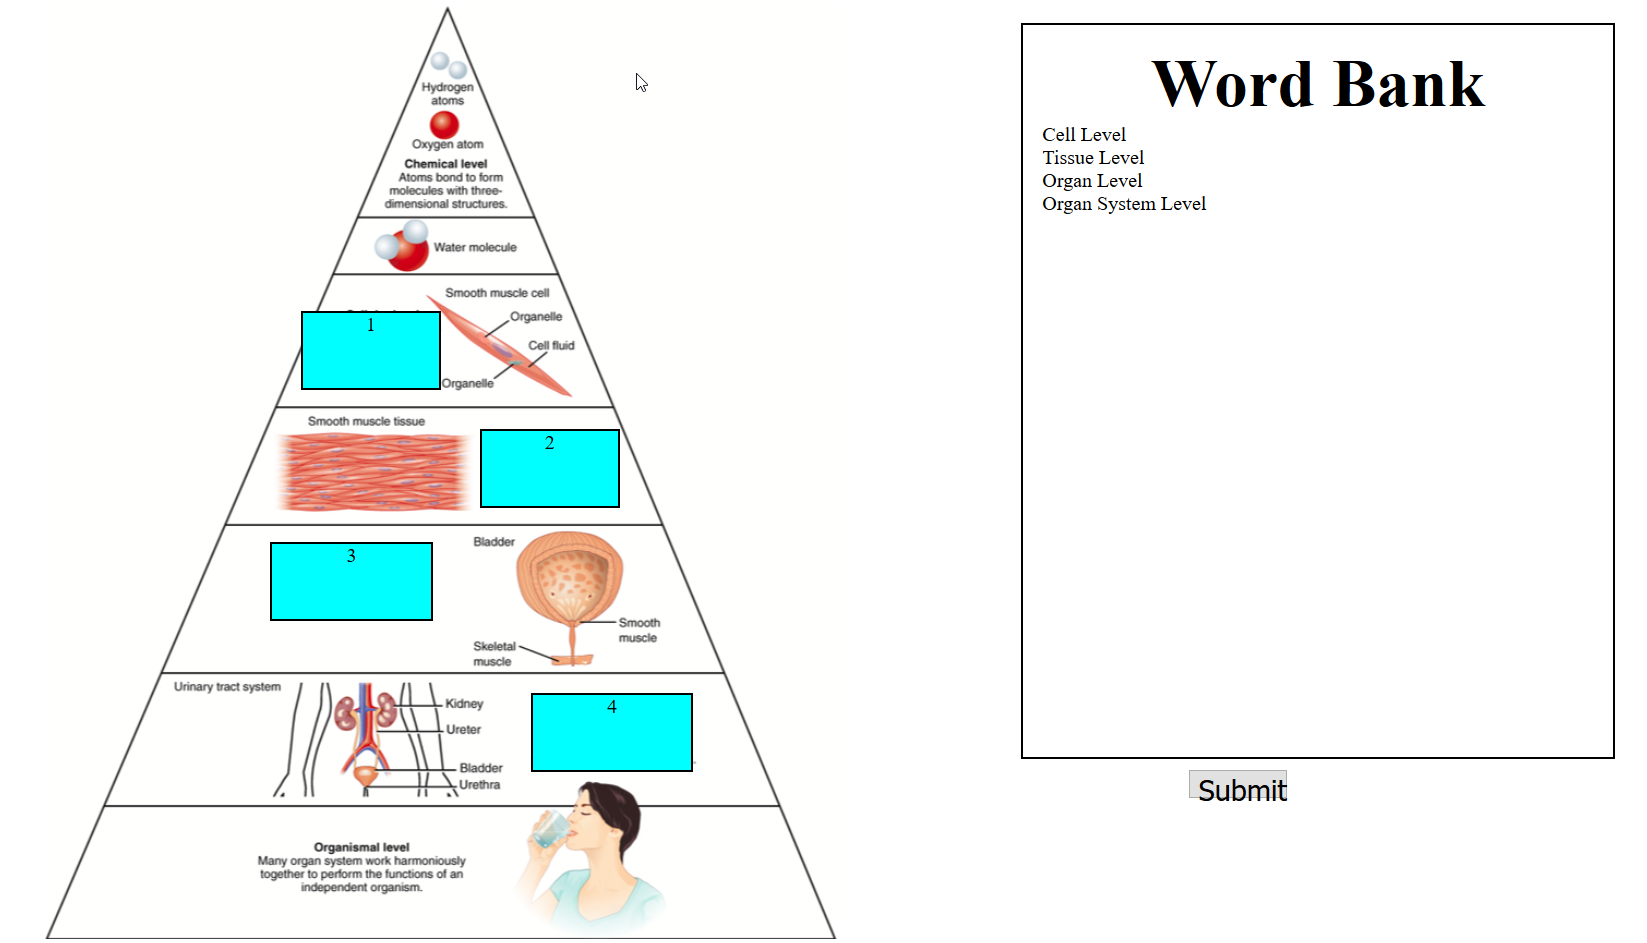 Hydrogen
atoms
Oxygen atom
Chemical level
Atoms bond to form
molecules with three-
dimensional structures.
Water molecule
Smooth muscle cell
Organelle
1
Cell fluid
Organelle
Smooth muscle tissue
2
3
Bladder
Smooth
muscle
Skeletal
muscle
Urinary tract system
Kidney
4
Ureter
Bladder
Urethra
Organismal level
Many organ system work harmoniously
together to perform the functions of an
independent organism.
Word Bank
Cell Level
Tissue Level
Organ Level
Organ System Level
Submit